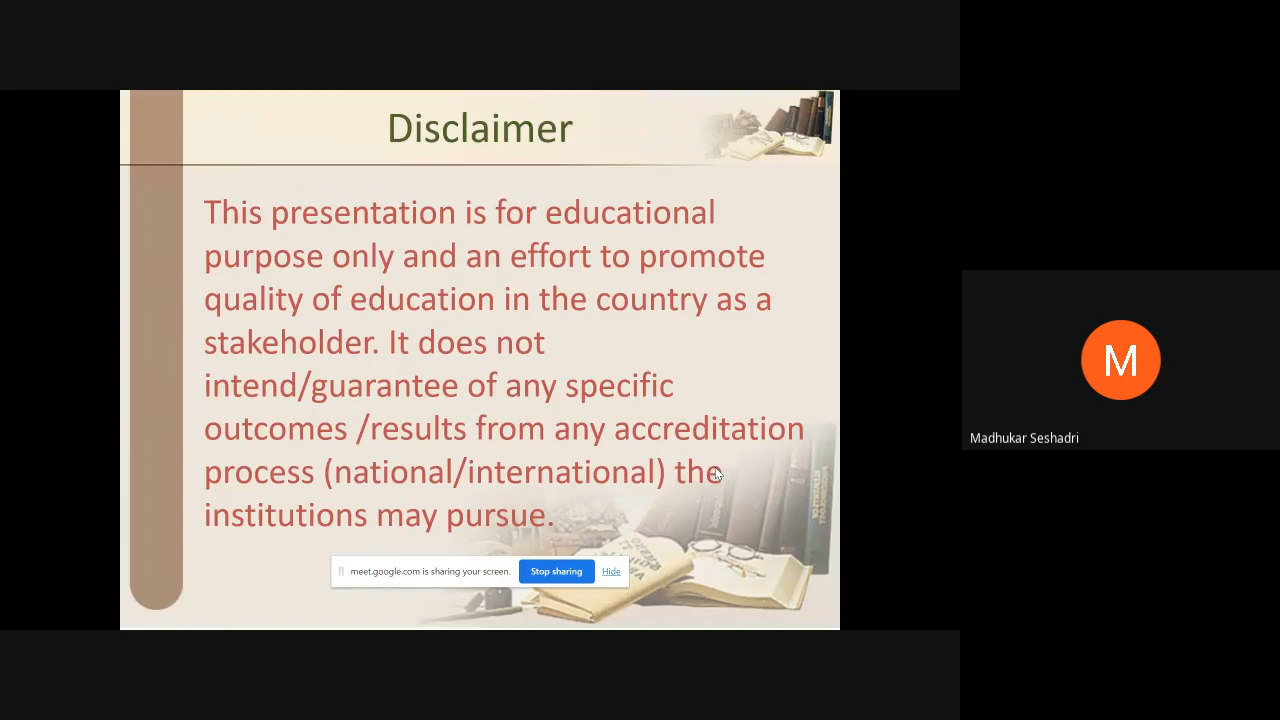 Disclaimer
This presentation is for educational
purpose only and an effort to promote
quality of education in the country as a
stakeholder. It does not
intend/guarantee of any specific
outcomes /results from any accreditation
process (national/international) the
institutions may pursue.
meet.google.com is sharing your screen. Stop sharing Hide
M
Madhukar Seshadri